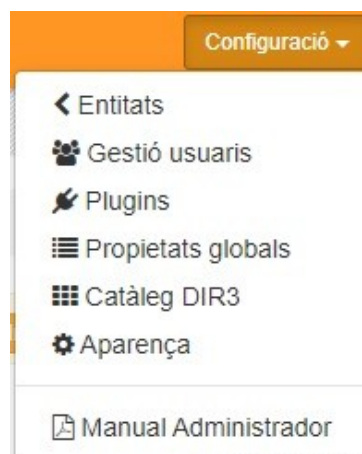 Configuració
Entitats
Gestió usuaris
Plugins
Propietats globals
Catàleg DIR3
Aparença
Manual Administrador